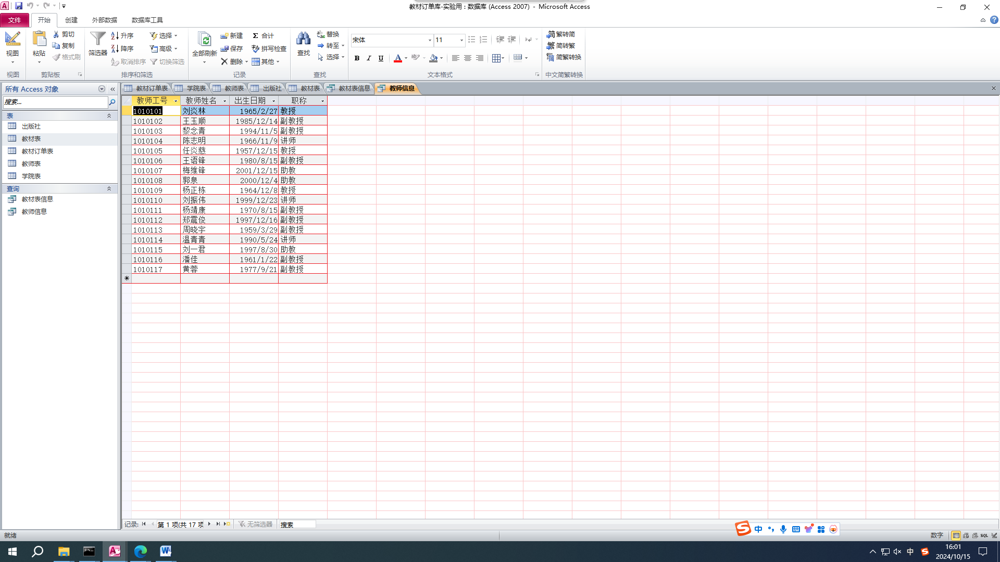 教材订单库-实验用 : 数据库 (Access 2007) - Microsoft Access
文件 开始 创建 外部数据 数据库工具
视图 粘贴 剪切 复制 格式刷
筛选器 升序 降序 取消排序 选择 高级 切换筛选
全部刷新 新建 保存 删除 合计 拼写检查 其他
查找 替换 转至 选择
宋体 11
B I U A
繁转简
简转繁
简繁转换
视图 剪贴板 排序和筛选 记录 查找 文本格式 中文简繁转换
所有 Access 对象
搜索...
表
出版社
教材表
教材订单表
教师表
学院表
查询
教材表信息
教师信息
教材订单表 学院表 教师表 出版社 教材表 教材表信息 教师信息
教师工号 教师姓名 出生日期 职称
1010101 刘炎林 1965/2/27 教授
1010102 王玉顺 1985/12/14 副教授
1010103 黎念青 1994/11/5 副教授
1010104 陈志明 1966/11/9 讲师
1010105 任炎慈 1957/12/15 教授
1010106 王语锋 1980/8/15 副教授
1010107 梅维锋 2001/12/15 助教
1010108 郭泉 2000/12/4 助教
1010109 杨正栋 1964/12/8 教授
1010110 刘振伟 1999/12/23 讲师
1010111 杨靖康 1970/8/15 副教授
1010112 郑震俊 1997/12/16 副教授
1010113 周晓宇 1959/3/29 副教授
1010114 温青青 1990/5/24 讲师
1010115 刘一君 1997/8/30 助教
1010116 潘佳 1961/1/22 副教授
1010117 黄蓉 1977/9/21 副教授
记录: 第 1 项(共 17 项 无筛选器 搜索
中
就绪 数字 SQL
中 16:01
2024/10/15